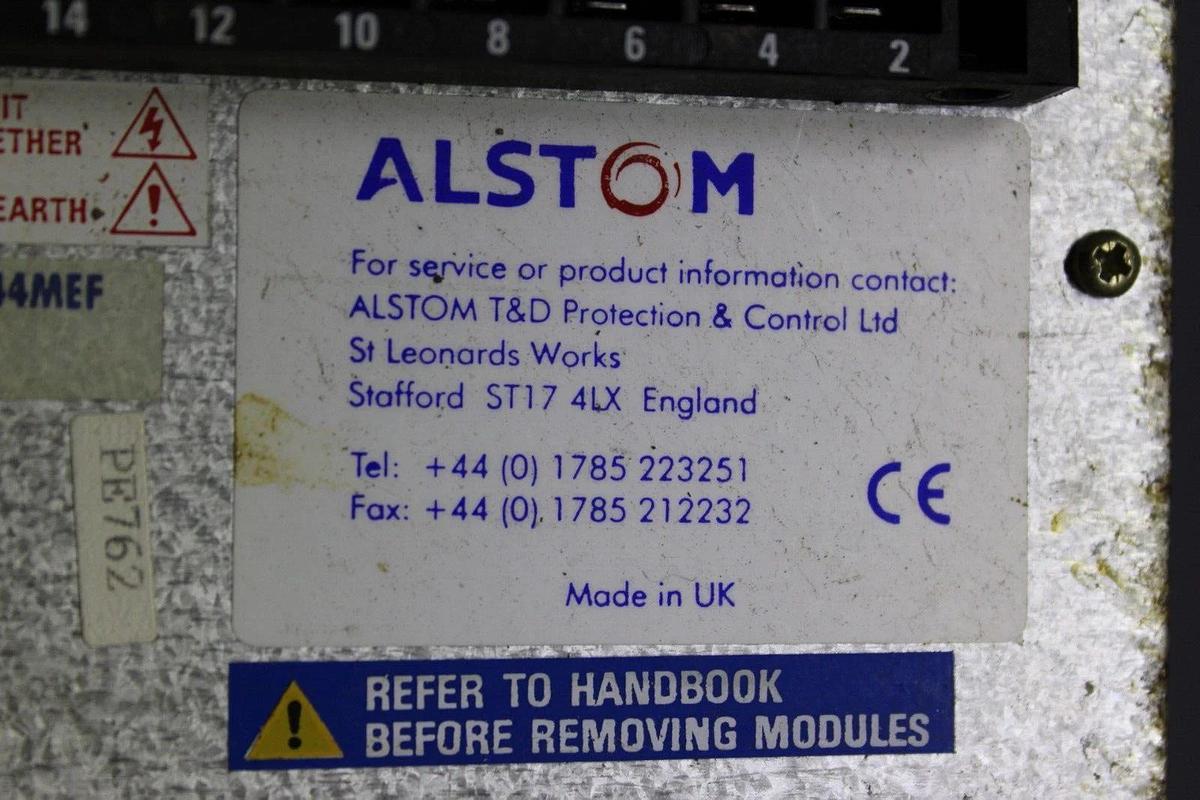 14 12 10 8 6 4 2
IT
ETHER
EARTH
44MEF
PE762
ALSTOM
For service or product information contact:
ALSTOM T&D Protection & Control Ltd
St Leonards Works
Stafford ST17 4LX England
Tel: +44 (0) 1785 223251
Fax: +44 (0) 1785 212232
CE
Made in UK
REFER TO HANDBOOK
BEFORE REMOVING MODULES